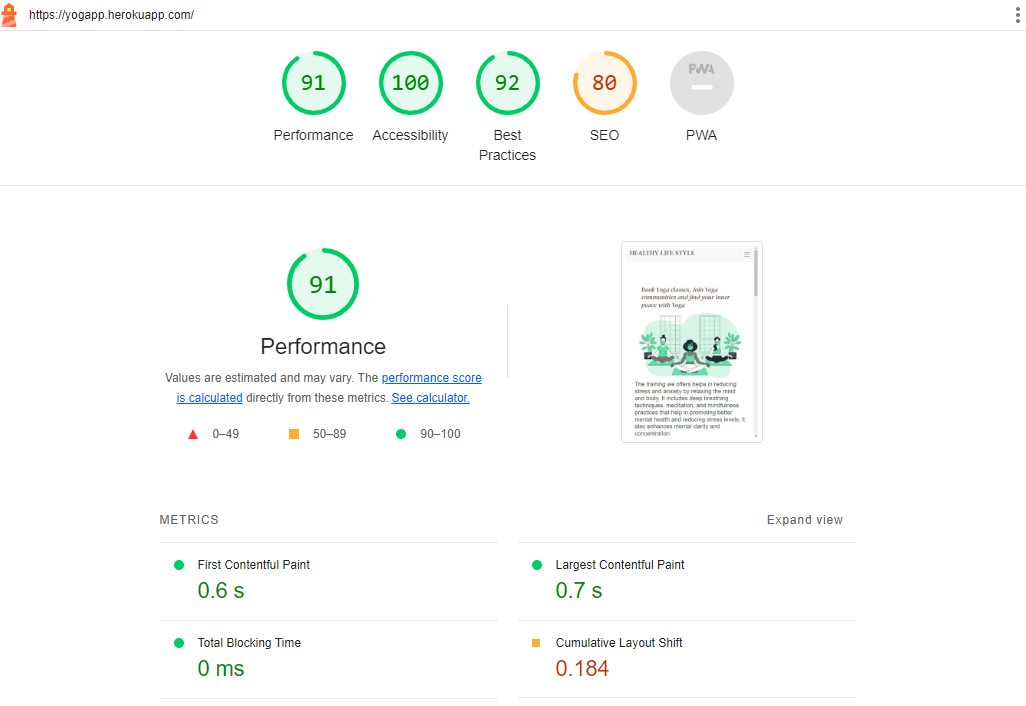 https://yogapp.herokuapp.com/
91
100
92
80
PWA
Performance
Accessibility
Best
Practices
SEO
PWA
91
Performance
Values are estimated and may vary. The performance score
is calculated directly from these metrics. See calculator.
0–49
50–89
90–100
HEALTHY LIFE STYLE
Book Yoga classes, Join Yoga
communities and find your inner
peace with Yoga
The training we offers helps in reducing
stress and anxiety by relaxing the mind
and body. It includes deep breathing
techniques, meditation, and mindfulness
practices that help in promoting better
mental health and reducing stress levels, it
also enhances mental clarity and
concentration.
METRICS
Expand view
First Contentful Paint
0.6 s
Largest Contentful Paint
0.7 s
Total Blocking Time
0 ms
Cumulative Layout Shift
0.184